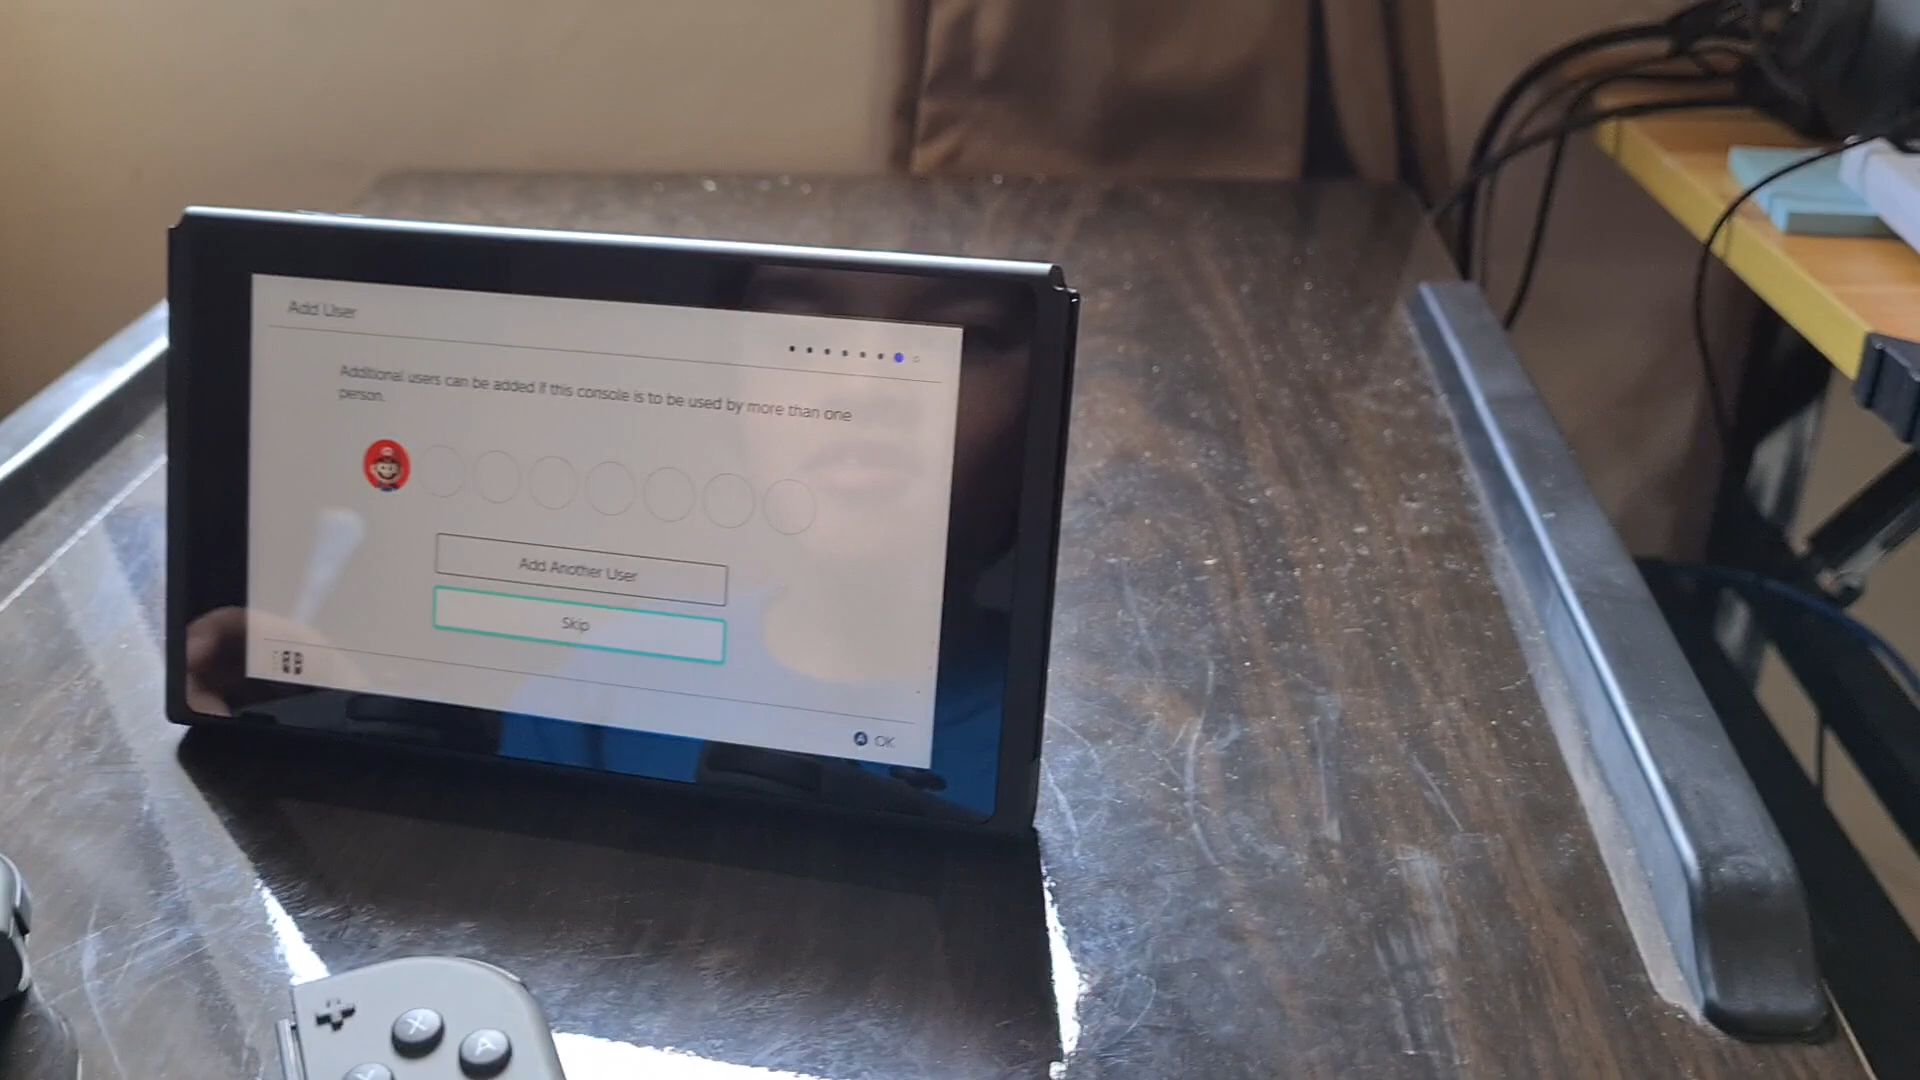 Add User
Additional users can be added if this console is to be used by more than one
person.
Add Another User
Skip
A OK
X
A
Y